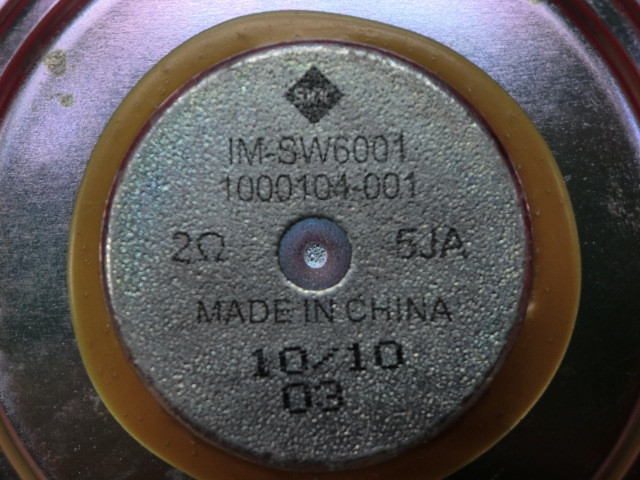 IM-SW6001
1000104-001
2Ω 5JA
MADE IN CHINA
10/10
03